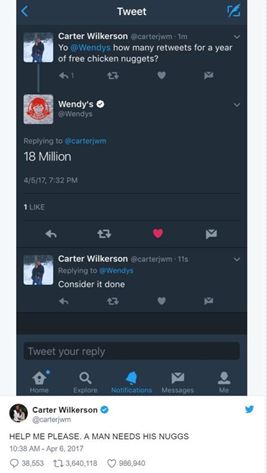 Tweet
Carter Wilkerson @carterjwm · 1m
Yo @Wendys how many retweets for a year
of free chicken nuggets?
1
Wendy's
@Wendys
Replying to @carterjwm
18 Million
4/5/17, 7:32 PM
1 LIKE
Carter Wilkerson @carterjwm · 11s
Replying to @Wendys
Consider it done
Tweet your reply
Home Explore Notifications Messages Me
Carter Wilkerson
@carterjwm
HELP ME PLEASE. A MAN NEEDS HIS NUGGS
10:38 AM - Apr 6, 2017
38,553 3,640,118 986,940